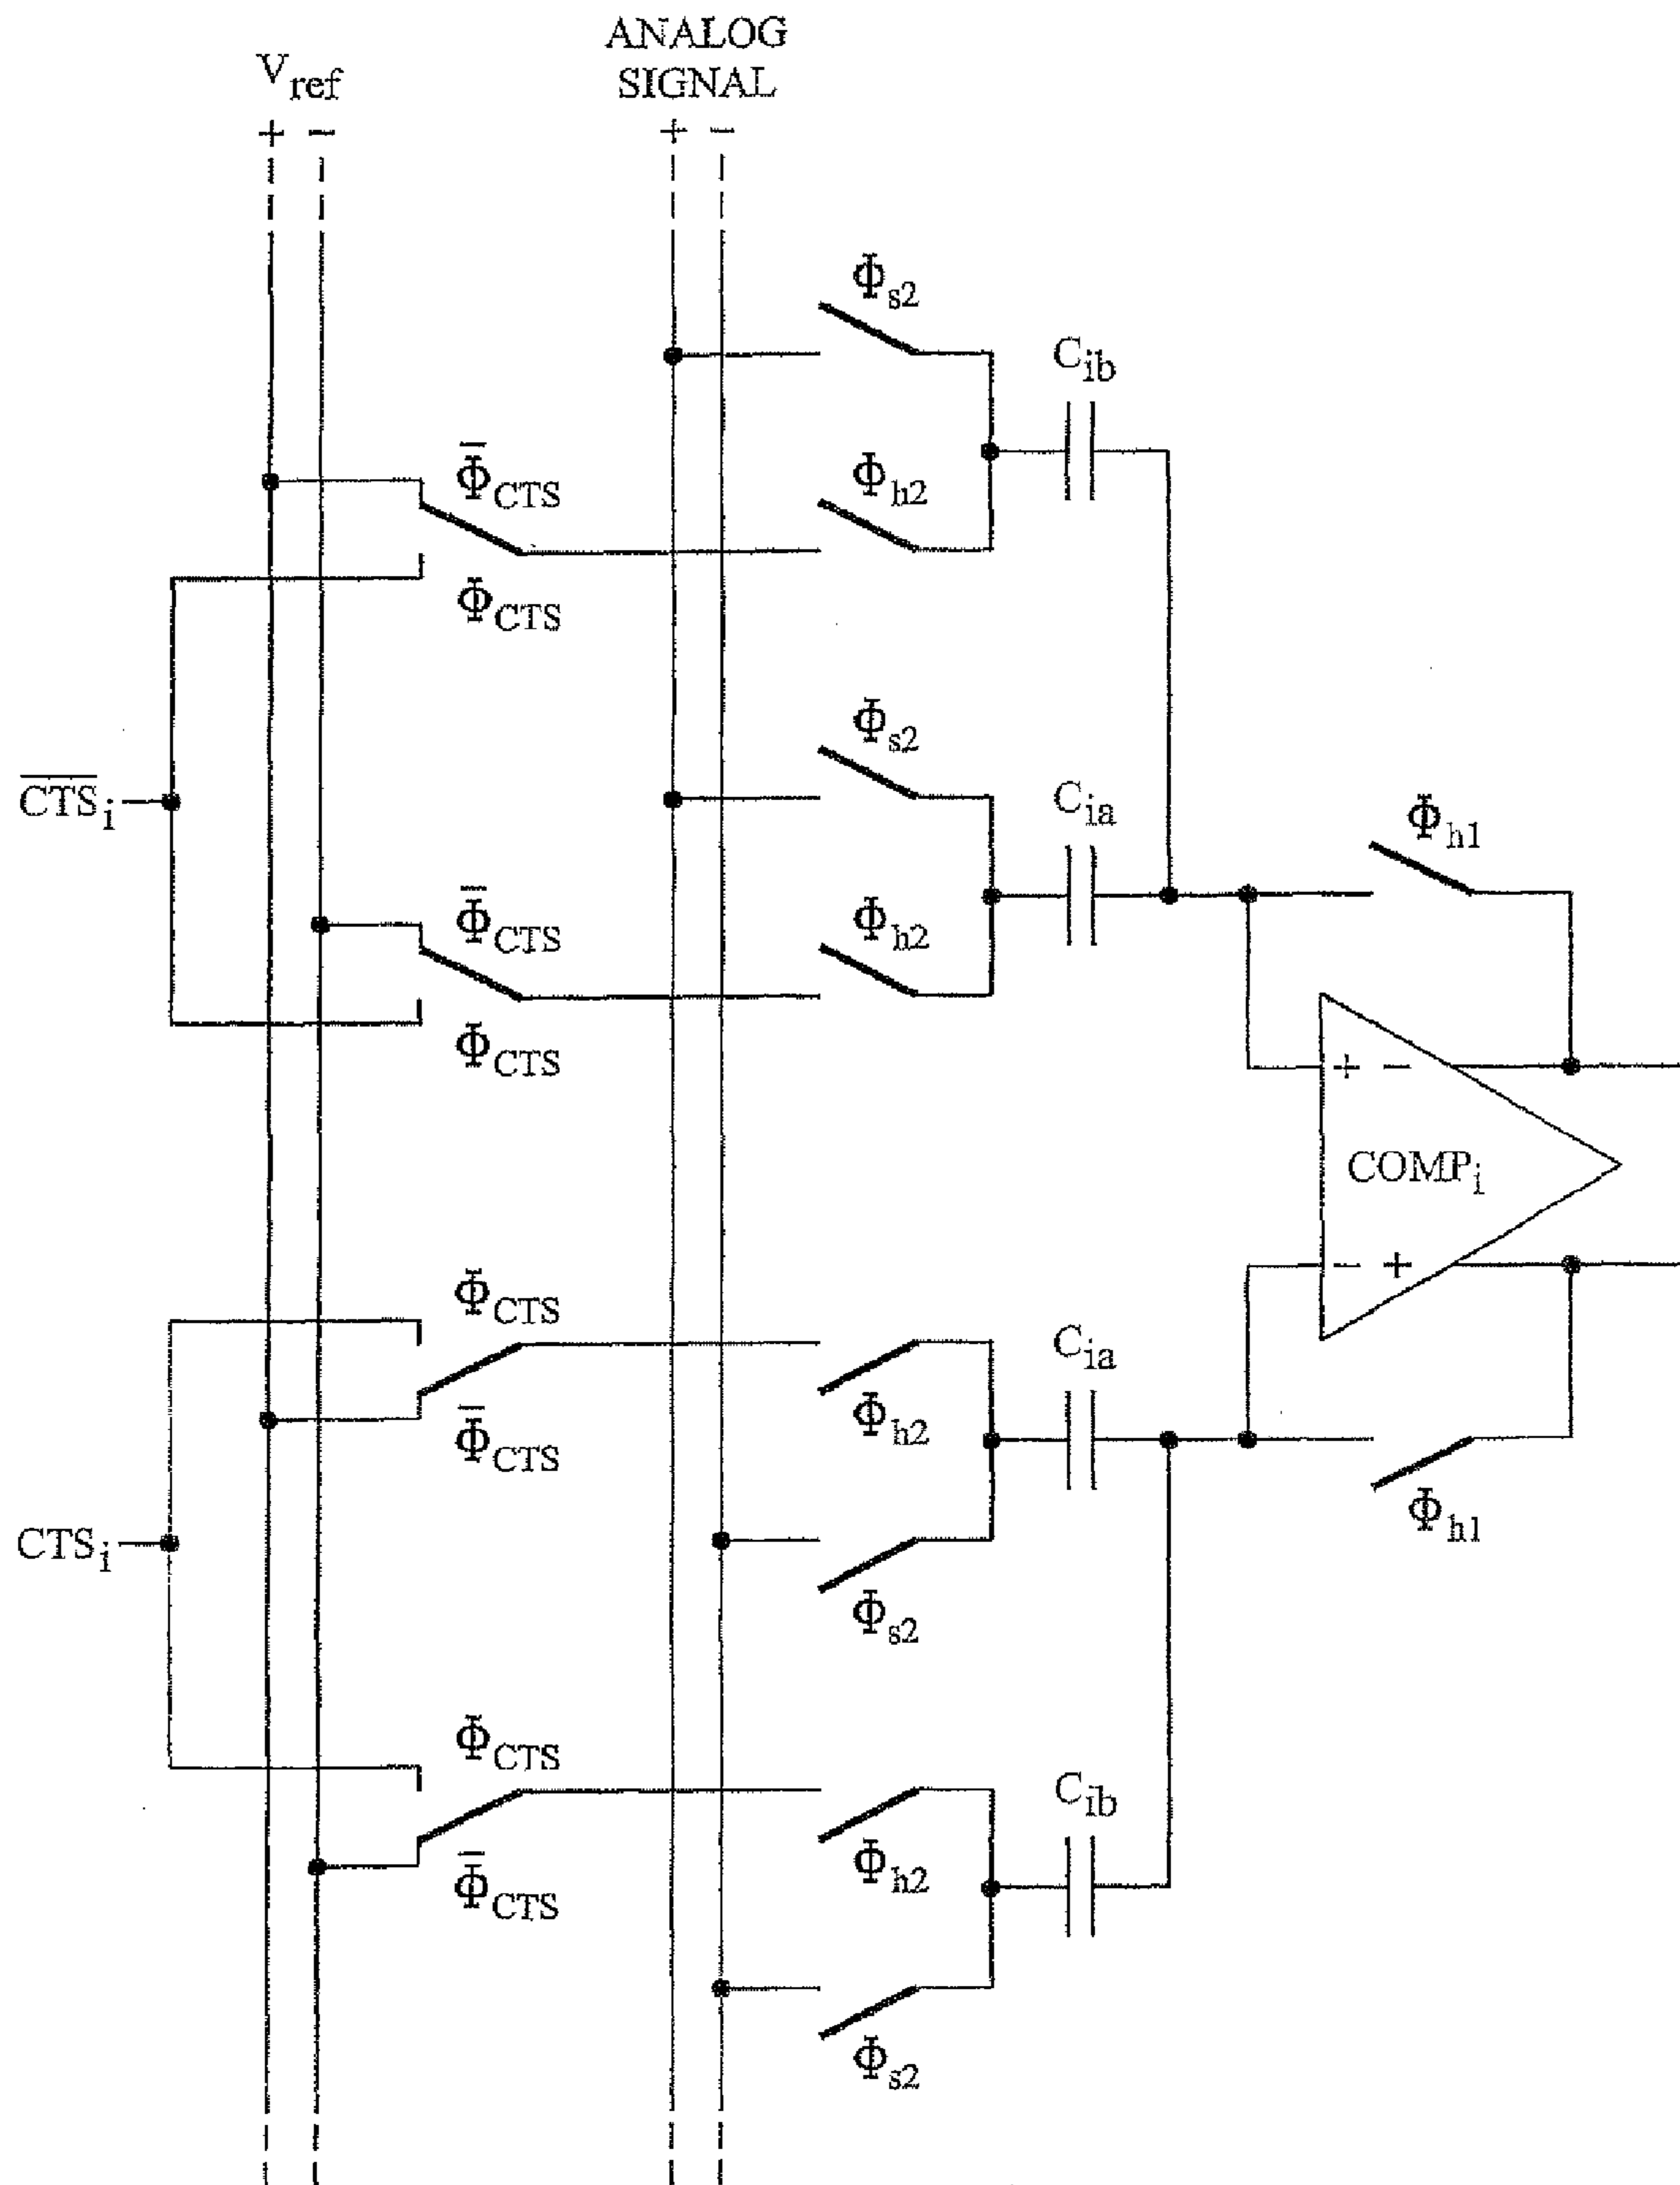 ANALOG
SIGNAL
V_ref
+ −
+ −
Φ_s2
C_ib
Φ̅_CTS
Φ_h2
Φ_CTS
Φ_s2
C̅T̅S̅_i
C_ia
Φ_h1
Φ̅_CTS
Φ_h2
Φ_CTS
+ −
COMP_i
− +
Φ_CTS
C_ia
Φ̅_CTS
Φ_h2
Φ_h1
CTS_i
Φ_s2
Φ_CTS
C_ib
Φ̅_CTS
Φ_h2
Φ_s2